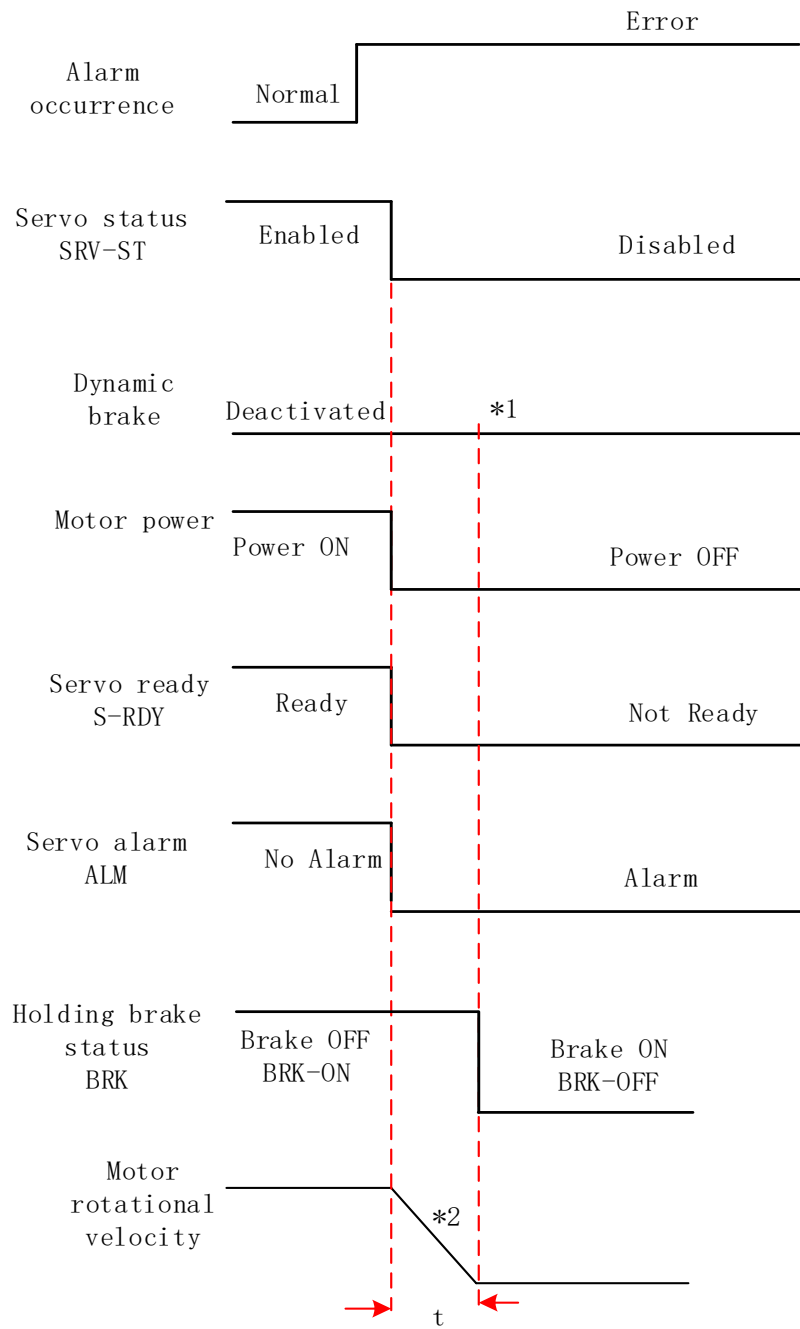 Error
Alarm
occurrence
Normal
Servo status
SRV-ST
Enabled
Disabled
Dynamic
brake
Deactivated
*1
Motor power
Power ON
Power OFF
Servo ready
S-RDY
Ready
Not Ready
Servo alarm
ALM
No Alarm
Alarm
Holding brake
status
BRK
Brake OFF
BRK-ON
Brake ON
BRK-OFF
Motor
rotational
velocity
*2
t